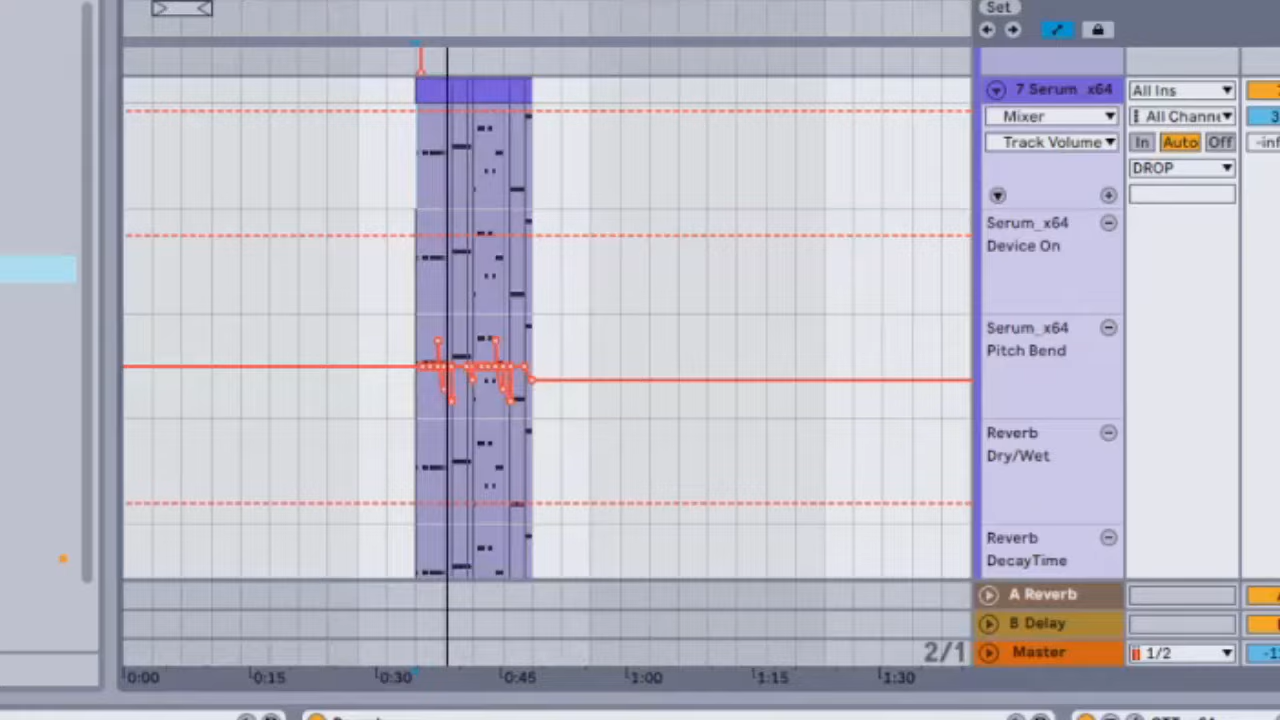 Set
7 Serum_x64
All Ins
Mixer
All Channe
Track Volume
In Auto Off
-inf
DROP
Serum_x64
Device On
Serum_x64
Pitch Bend
Reverb
Dry/Wet
Reverb
DecayTime
A Reverb
B Delay
2/1
Master
1/2
0:00
0:15
0:30
0:45
1:00
1:15
1:30